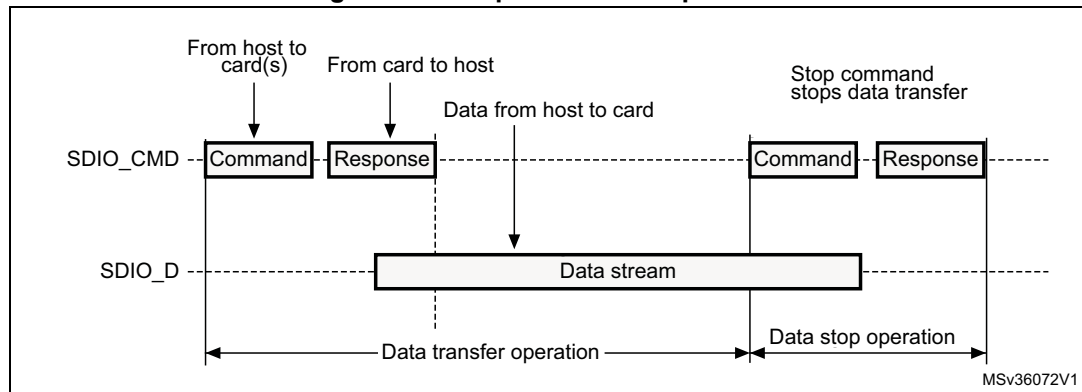 From host to
card(s)
From card to host
Data from host to card
Stop command
stops data transfer
SDIO_CMD
Command
Response
Command
Response
SDIO_D
Data stream
Data transfer operation
Data stop operation
MSv36072V1